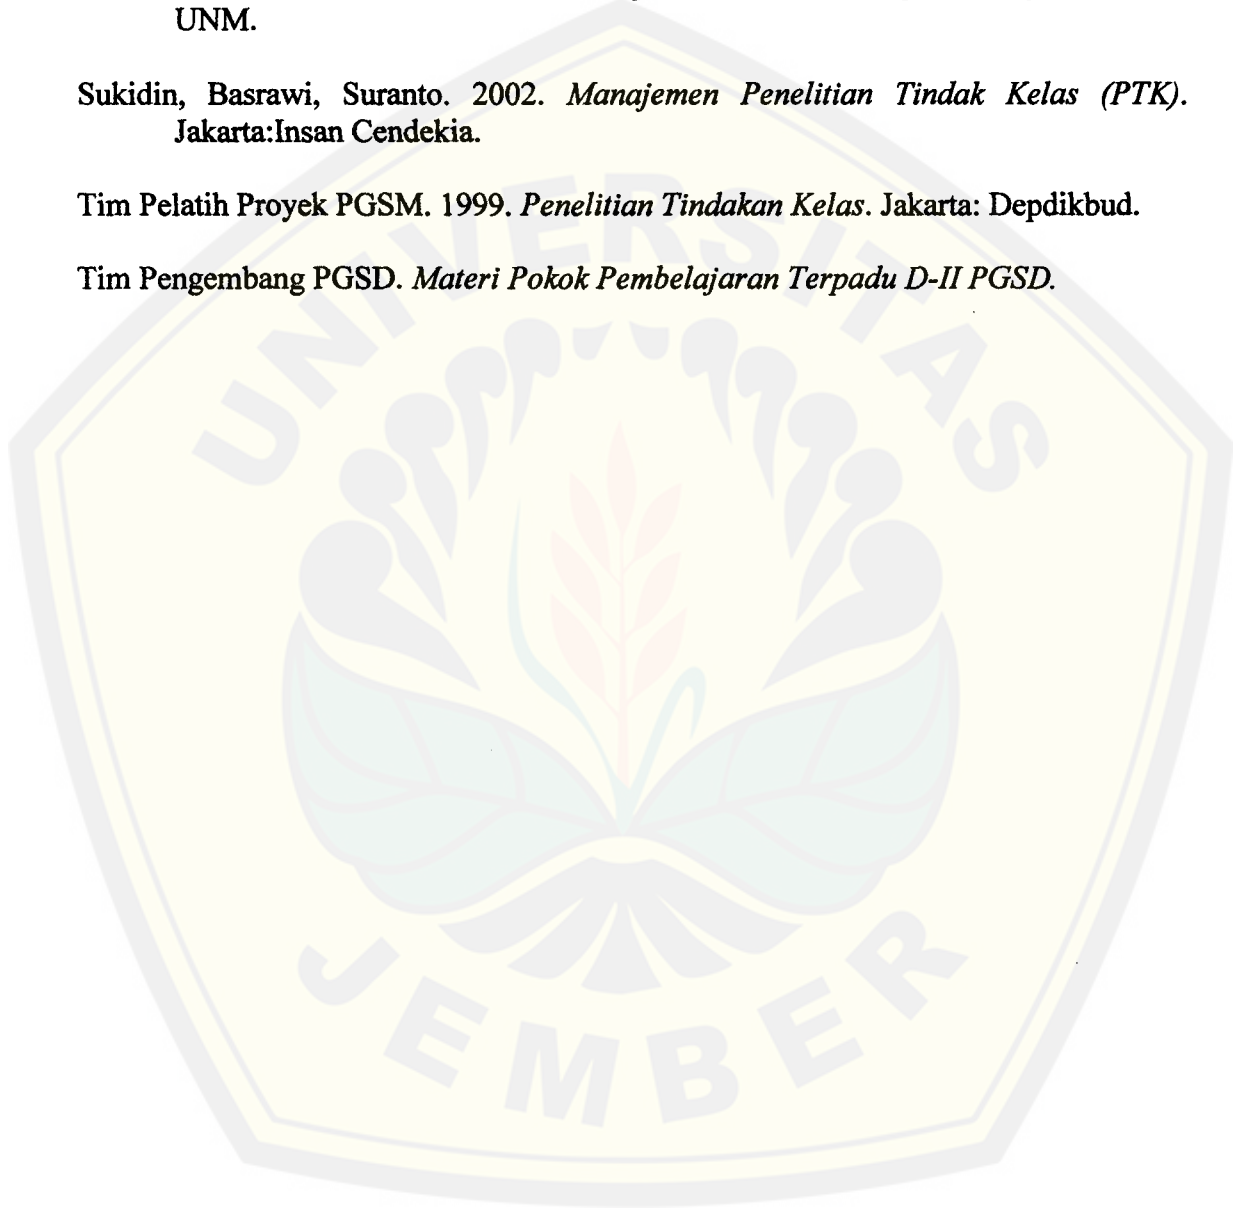 UNM.
Sukidin, Basrawi, Suranto. 2002. Manajemen Penelitian Tindak Kelas (PTK).
Jakarta:Insan Cendekia.
Tim Pelatih Proyek PGSM. 1999. Penelitian Tindakan Kelas. Jakarta: Depdikbud.
Tim Pengembang PGSD. Materi Pokok Pembelajaran Terpadu D-II PGSD.
UNIVERSITAS
JEMBER